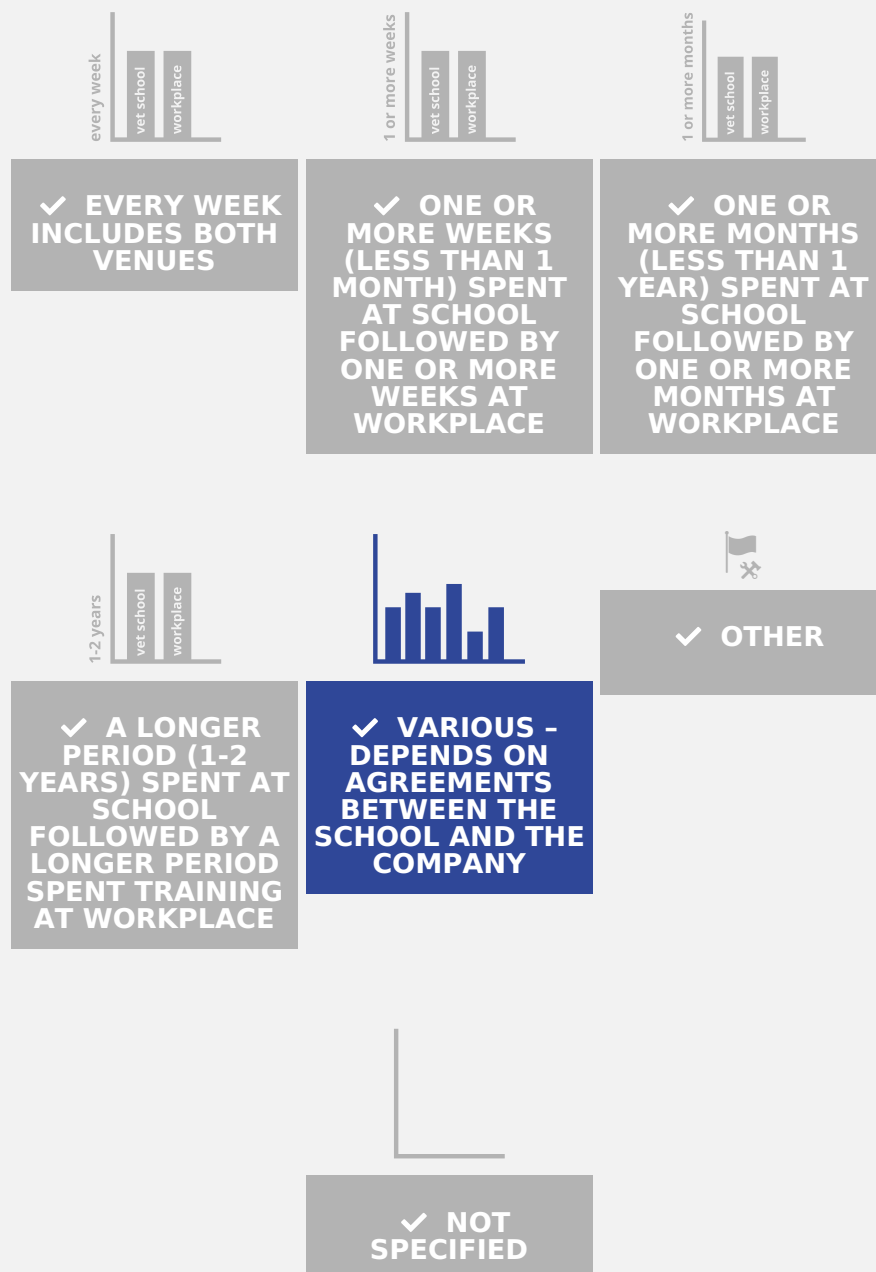 every week
vet school
workplace
1 or more weeks
vet school
workplace
1 or more months
vet school
workplace
EVERY WEEK
INCLUDES BOTH
VENUES
ONE OR
MORE WEEKS
(LESS THAN 1
MONTH) SPENT
AT SCHOOL
FOLLOWED BY
ONE OR MORE
WEEKS AT
WORKPLACE
ONE OR
MORE MONTHS
(LESS THAN 1
YEAR) SPENT AT
SCHOOL
FOLLOWED BY
ONE OR MORE
MONTHS AT
WORKPLACE
1-2 years
vet school
workplace
A LONGER
PERIOD (1-2
YEARS) SPENT AT
SCHOOL
FOLLOWED BY A
LONGER PERIOD
SPENT TRAINING
AT WORKPLACE
VARIOUS –
DEPENDS ON
AGREEMENTS
BETWEEN THE
SCHOOL AND THE
COMPANY
OTHER
NOT
SPECIFIED